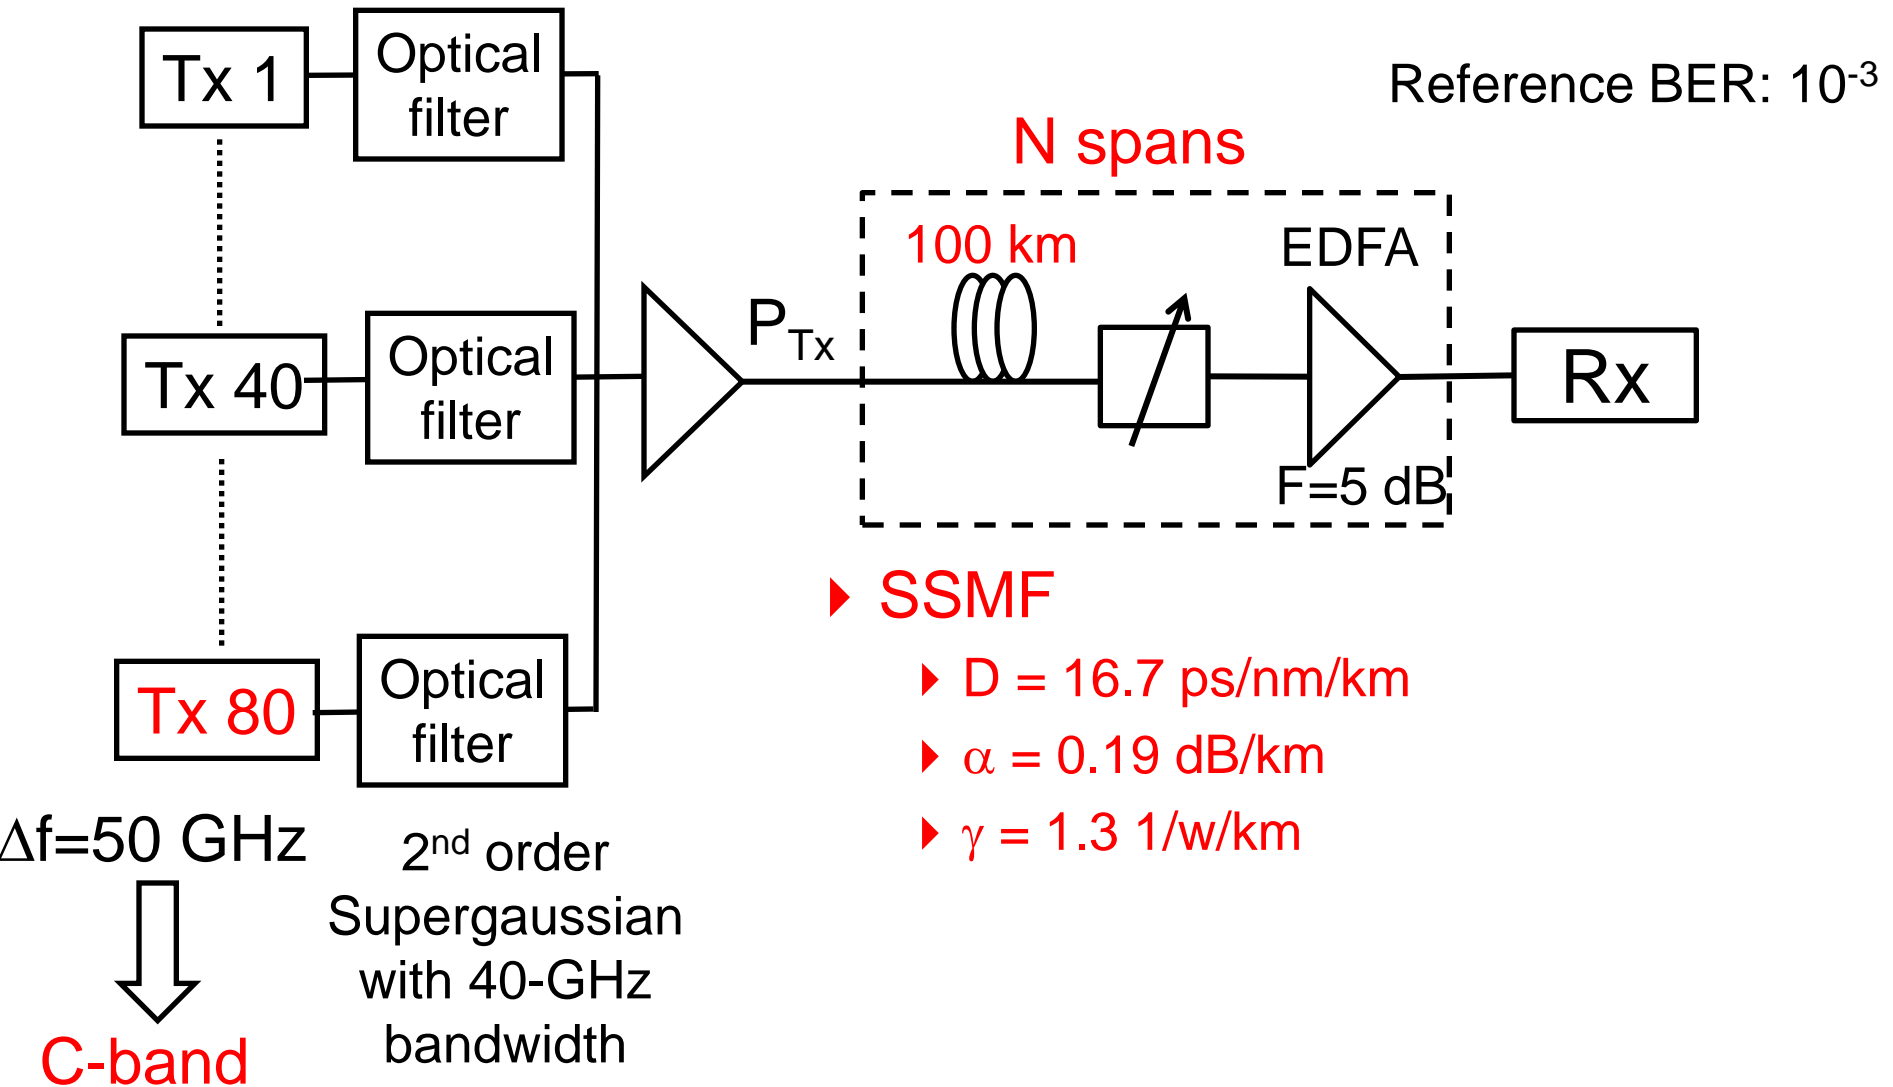 Tx 1
Optical
filter
Reference BER: 10-3
N spans
100 km
EDFA
PTx
Tx 40
Optical
filter
Rx
F=5 dB
SSMF
D = 16.7 ps/nm/km
α = 0.19 dB/km
γ = 1.3 1/w/km
Tx 80
Optical
filter
Δf=50 GHz
2nd order
Supergaussian
with 40-GHz
bandwidth
C-band